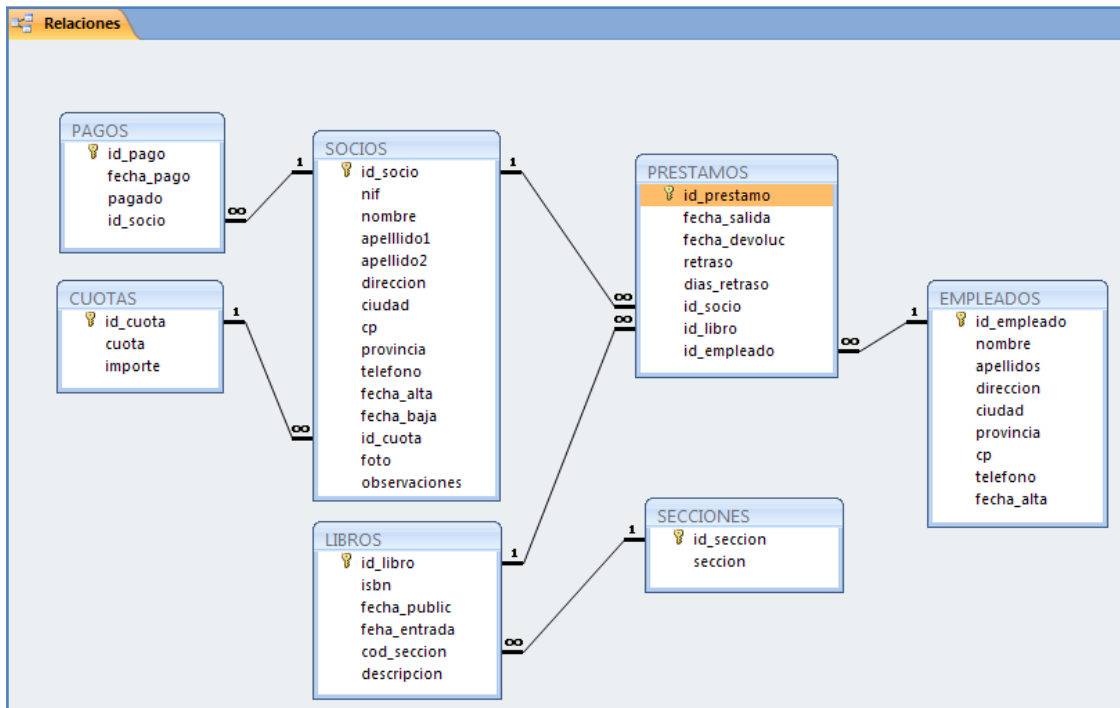 Relaciones
PAGOS
id_pago
fecha_pago
pagado
id_socio
CUOTAS
id_cuota
cuota
importe
SOCIOS
id_socio
nif
nombre
apelllido1
apellido2
direccion
ciudad
cp
provincia
telefono
fecha_alta
fecha_baja
id_cuota
foto
observaciones
LIBROS
id_libro
isbn
fecha_public
feha_entrada
cod_seccion
descripcion
PRESTAMOS
id_prestamo
fecha_salida
fecha_devoluc
retraso
dias_retraso
id_socio
id_libro
id_empleado
SECCIONES
id_seccion
seccion
EMPLEADOS
id_empleado
nombre
apellidos
direccion
ciudad
provincia
cp
telefono
fecha_alta
1
∞
1
∞
1
∞
∞
1
1
∞
1
∞